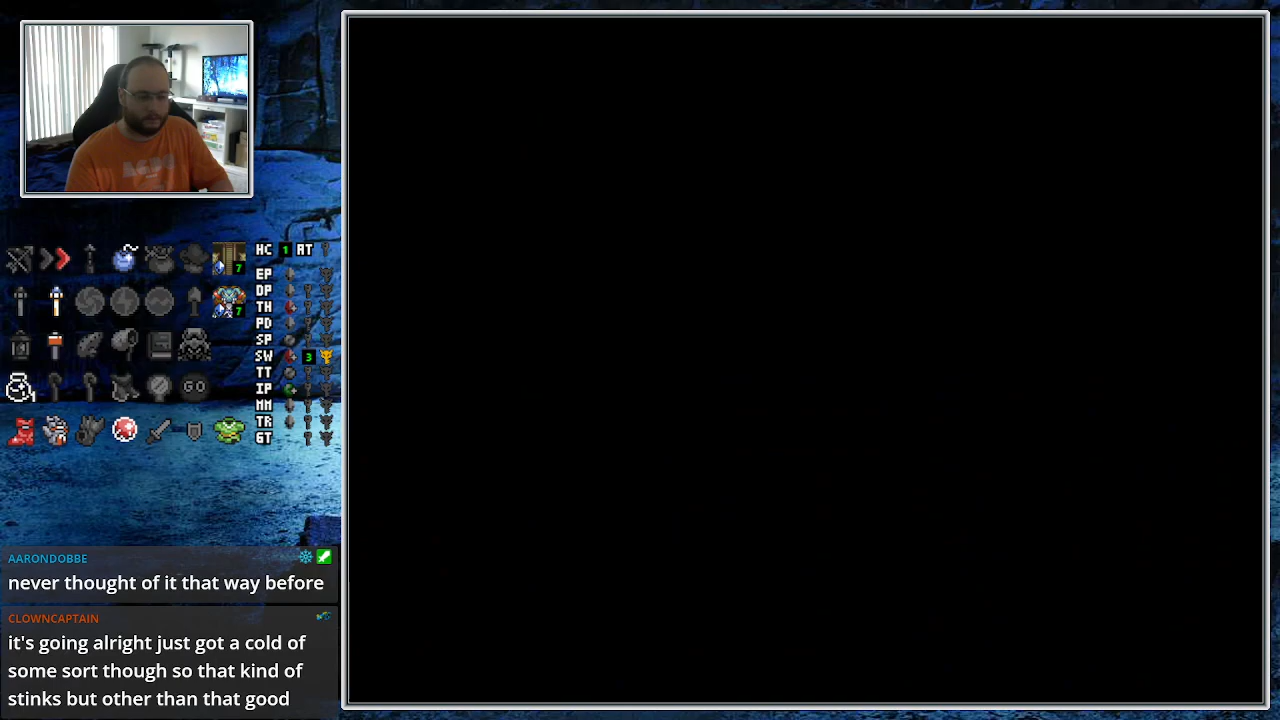 HC 1 AT
7
EP
DP
7
TH
PD
SP
SW 3
TT
GO
IP
MM
TR
GT
AARONDOBBE
never thought of it that way before
CLOWNCAPTAIN
it's going alright just got a cold of
some sort though so that kind of
stinks but other than that good